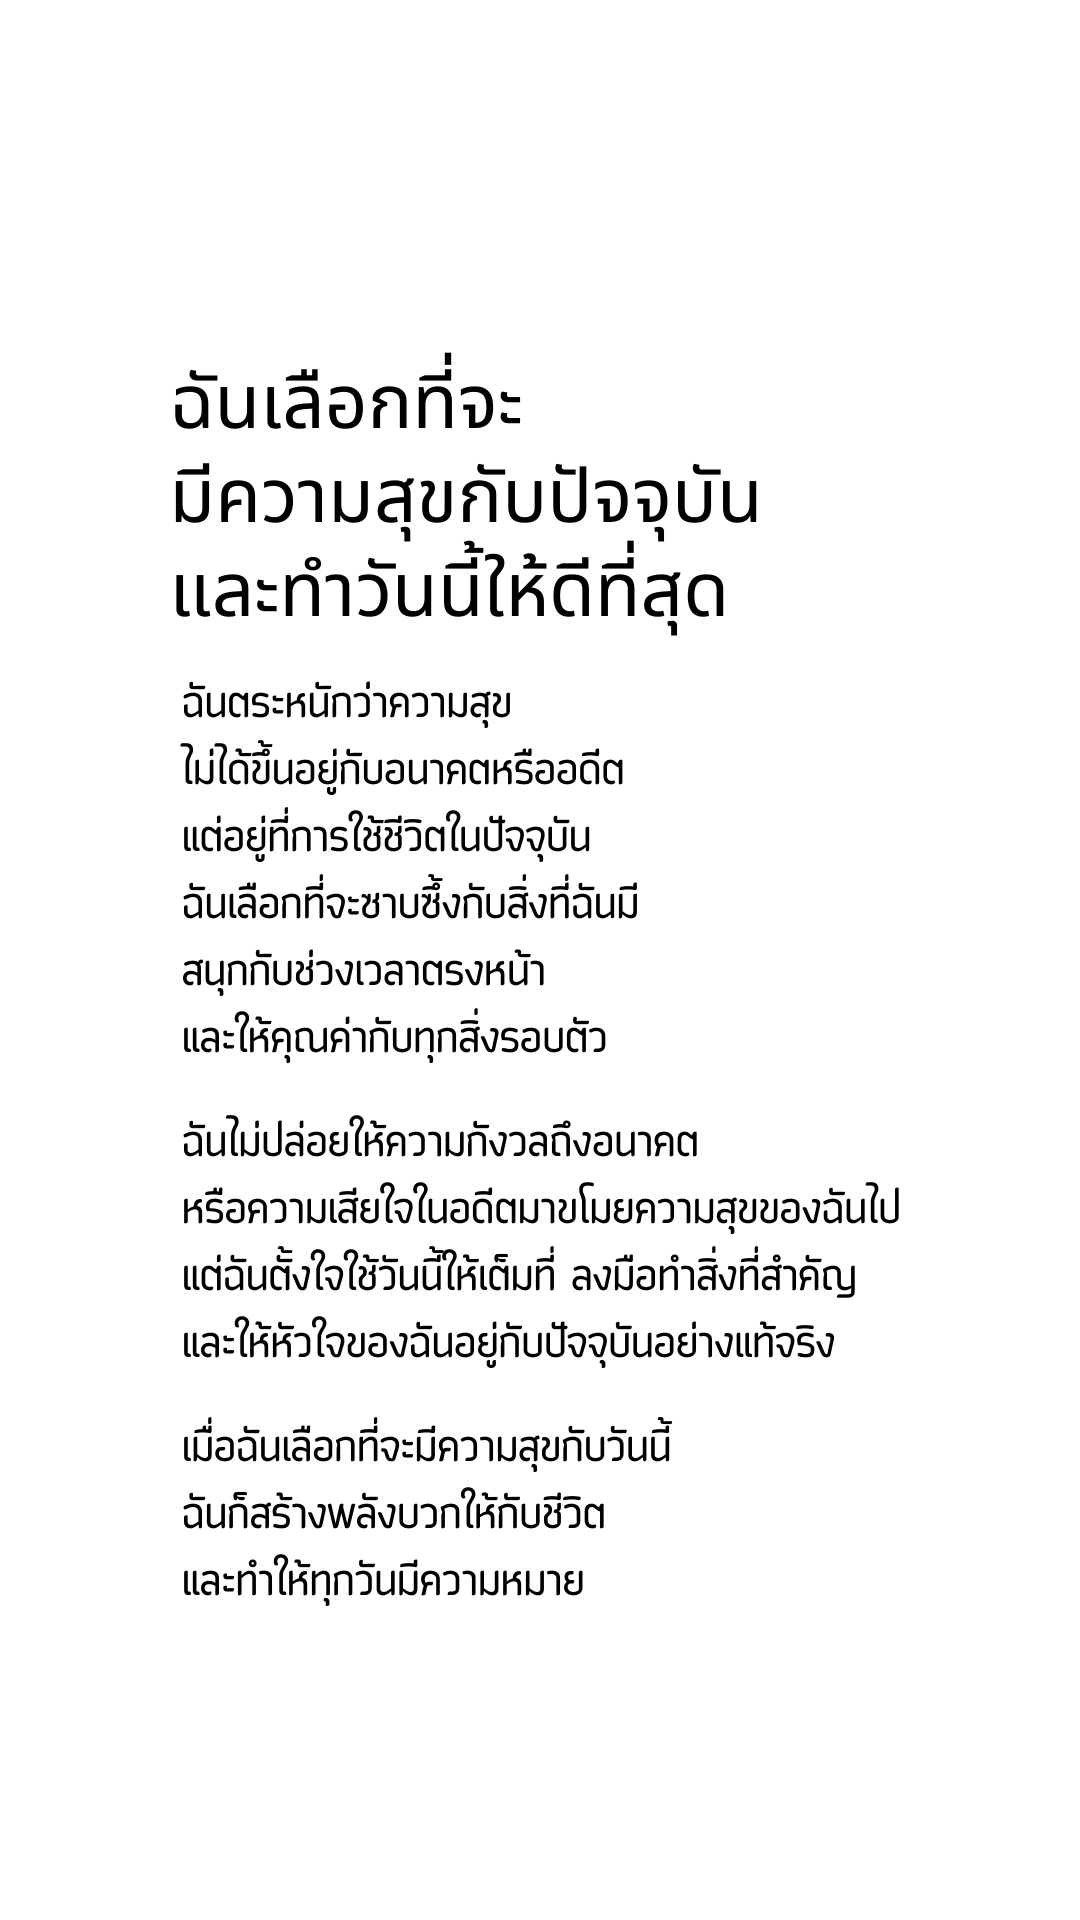 ฉันเลือกที่จะ
มีความสุขกับปัจจุบัน
และทำวันนี้ให้ดีที่สุด
ฉันตระหนักว่าความสุข
ไม่ได้ขึ้นอยู่กับอนาคตหรืออดีต
แต่อยู่ที่การใช้ชีวิตในปัจจุบัน
ฉันเลือกที่จะซาบซึ้งกับสิ่งที่ฉันมี
สนุกกับช่วงเวลาตรงหน้า
และให้คุณค่ากับทุกสิ่งรอบตัว
ฉันไม่ปล่อยให้ความกังวลถึงอนาคต
หรือความเสียใจในอดีตมาขโมยความสุขของฉันไป
แต่ฉันตั้งใจใช้วันนี้ให้เต็มที่ ลงมือทำสิ่งที่สำคัญ
และให้หัวใจของฉันอยู่กับปัจจุบันอย่างแท้จริง
เมื่อฉันเลือกที่จะมีความสุขกับวันนี้
ฉันก็สร้างพลังบวกให้กับชีวิต
และทำให้ทุกวันมีความหมาย